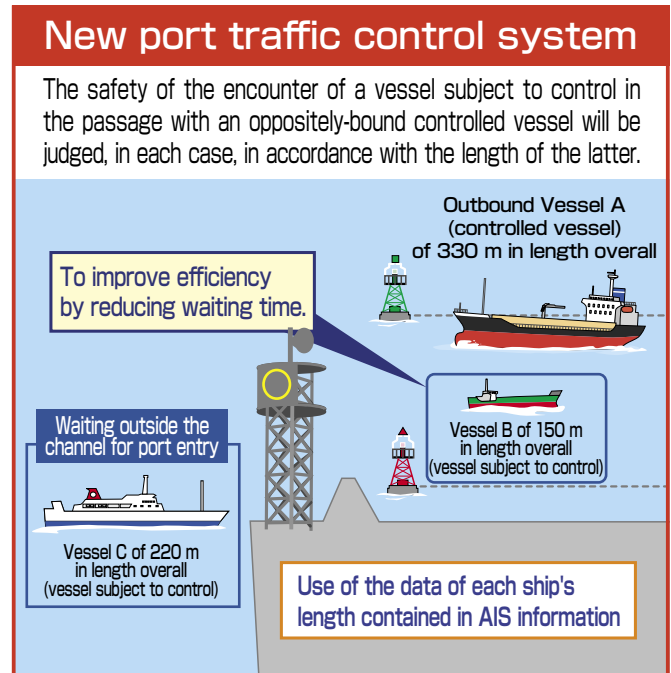 New port traffic control system
The safety of the encounter of a vessel subject to control in
the passage with an oppositely-bound controlled vessel will be
judged, in each case, in accordance with the length of the latter.
Outbound Vessel A
(controlled vessel)
of 330 m in length overall
To improve efficiency
by reducing waiting time.
Vessel B of 150 m
in length overall
(vessel subject to control)
Waiting outside the
channel for port entry
Vessel C of 220 m
in length overall
(vessel subject to control)
Use of the data of each ship's
length contained in AIS information